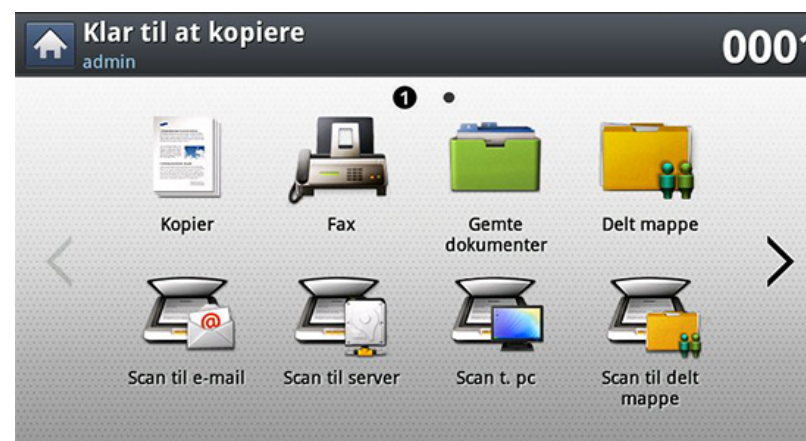 Klar til at kopiere
admin
0001
1
Kopier
Fax
Gemte
dokumenter
Delt mappe
@
Scan til e-mail
Scan til server
Scan t. pc
Scan til delt
mappe